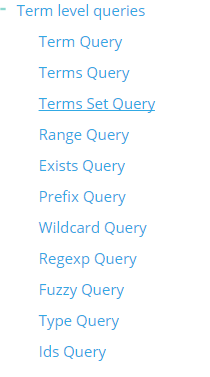 Term level queries
Term Query
Terms Query
Terms Set Query
Range Query
Exists Query
Prefix Query
Wildcard Query
Regexp Query
Fuzzy Query
Type Query
Ids Query